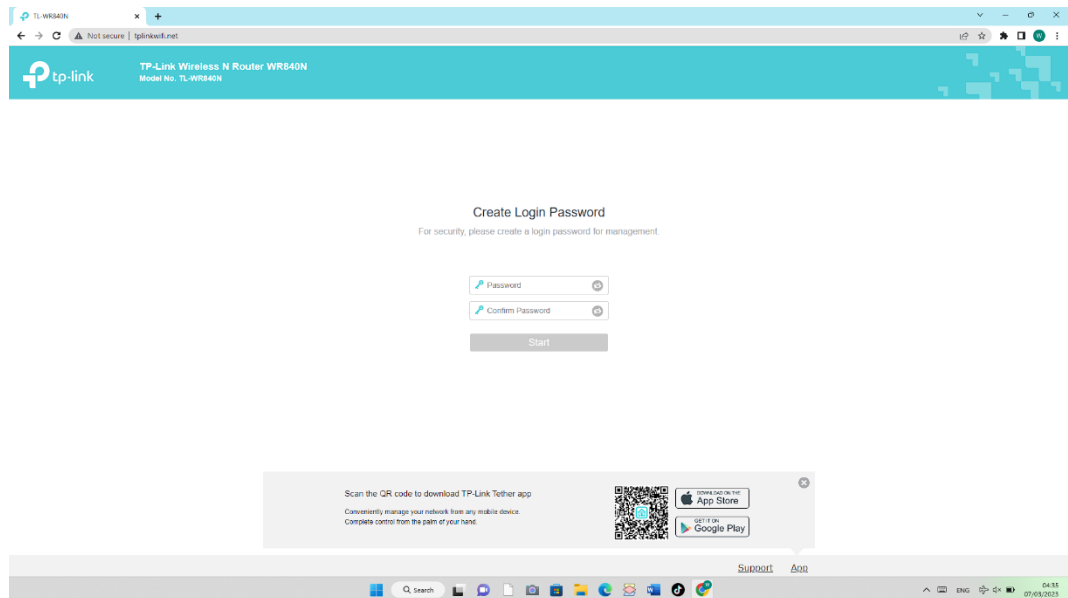 TL-WR840N
Not secure | tplinkwifi.net
W
tp-link
TP-Link Wireless N Router WR840N
Model No. TL-WR840N
Create Login Password
For security, please create a login password for management
Password
Confirm Password
Start
Scan the QR code to download TP-Link Tether app
Conveniently manage your network from any mobile device.
Complete control from the palm of your hand.
DOWNLOAD ON THE
App Store
GET IT ON
Google Play
Support App
Search
ENG
04:35
07/03/2023